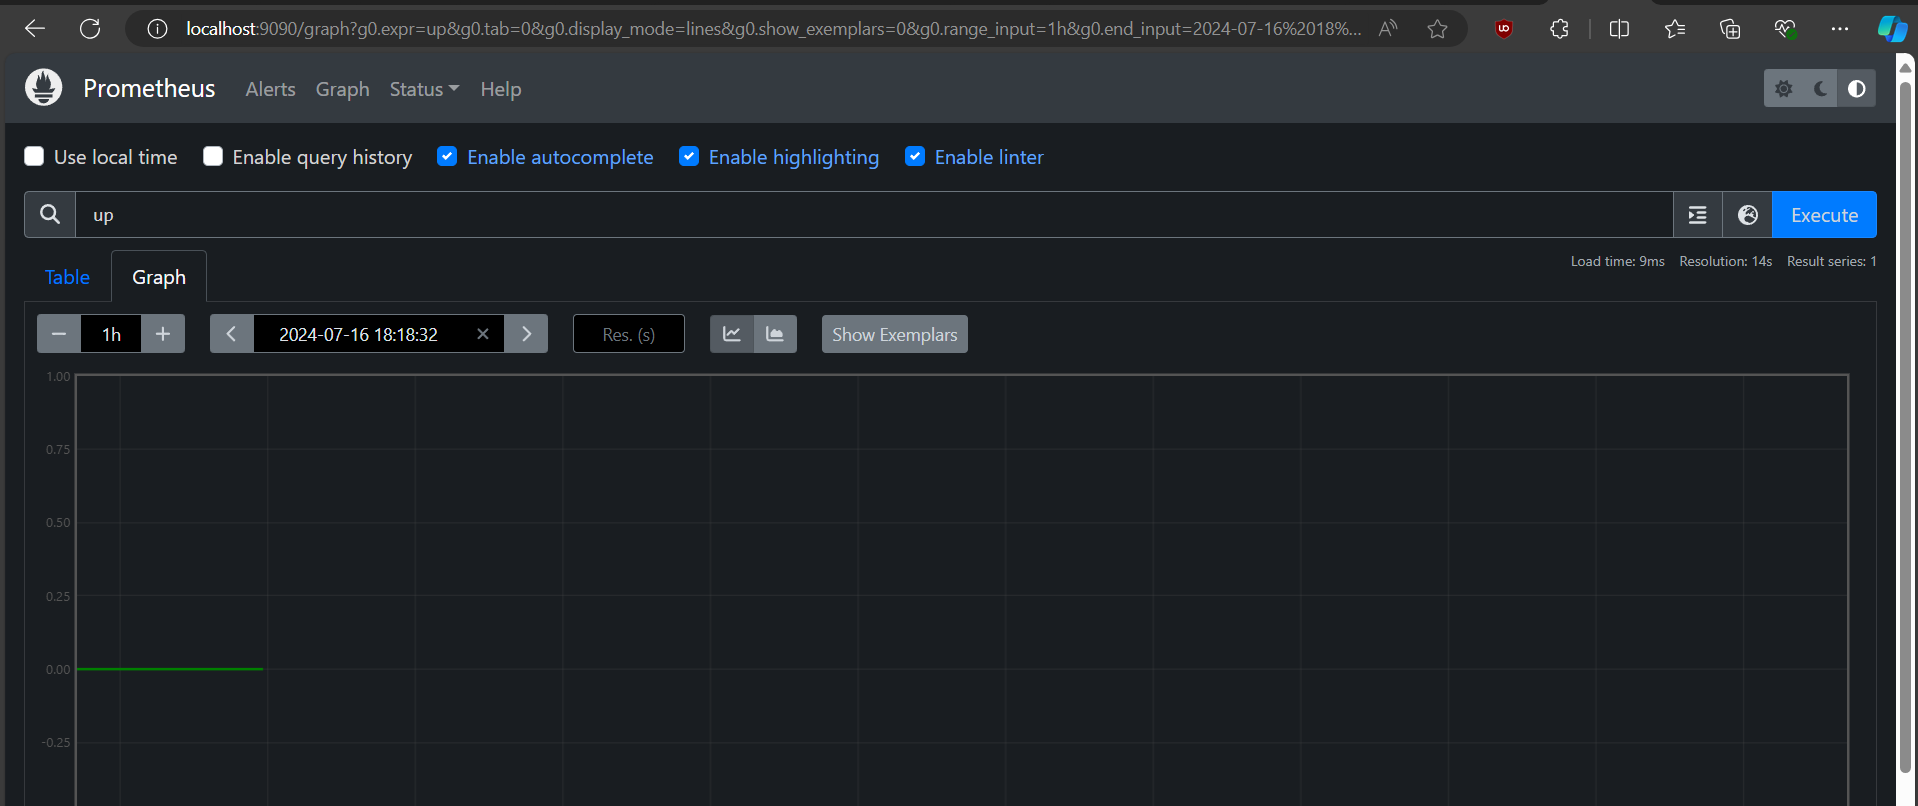 localhost:9090/graph?g0.expr=up&g0.tab=0&g0.display_mode=lines&g0.show_exemplars=0&g0.range_input=1h&g0.end_input=2024-07-16%2018%...
Prometheus Alerts Graph Status Help
Use local time Enable query history Enable autocomplete Enable highlighting Enable linter
up Execute
Load time: 9ms Resolution: 14s Result series: 1
Table Graph
1h 2024-07-16 18:18:32 Res. (s) Show Exemplars
1.00
0.75
0.50
0.25
0.00
-0.25